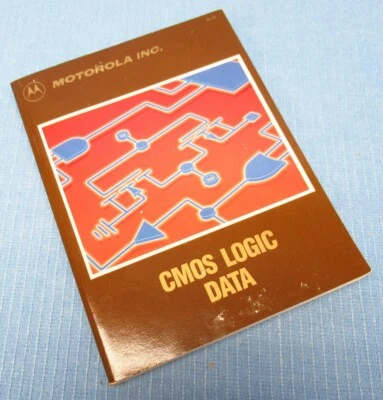 MOTOROLA INC.
CMOS LOGIC
DATA